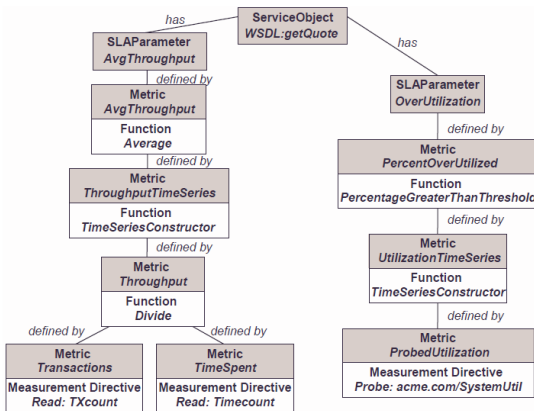 ServiceObject
WSDL:getQuote
has
has
SLAParameter
AvgThroughput
defined by
Metric
AvgThroughput
Function
Average
defined by
Metric
ThroughputTimeSeries
Function
TimeSeriesConstructor
defined by
Metric
Throughput
Function
Divide
defined by
defined by
Metric
Transactions
Measurement Directive
Read: TXcount
Metric
TimeSpent
Measurement Directive
Read: Timecount
SLAParameter
OverUtilization
defined by
Metric
PercentOverUtilized
Function
PercentageGreaterThanThreshold
defined by
Metric
UtilizationTimeSeries
Function
TimeSeriesConstructor
defined by
Metric
ProbedUtilization
Measurement Directive
Probe: acme.com/SystemUtil